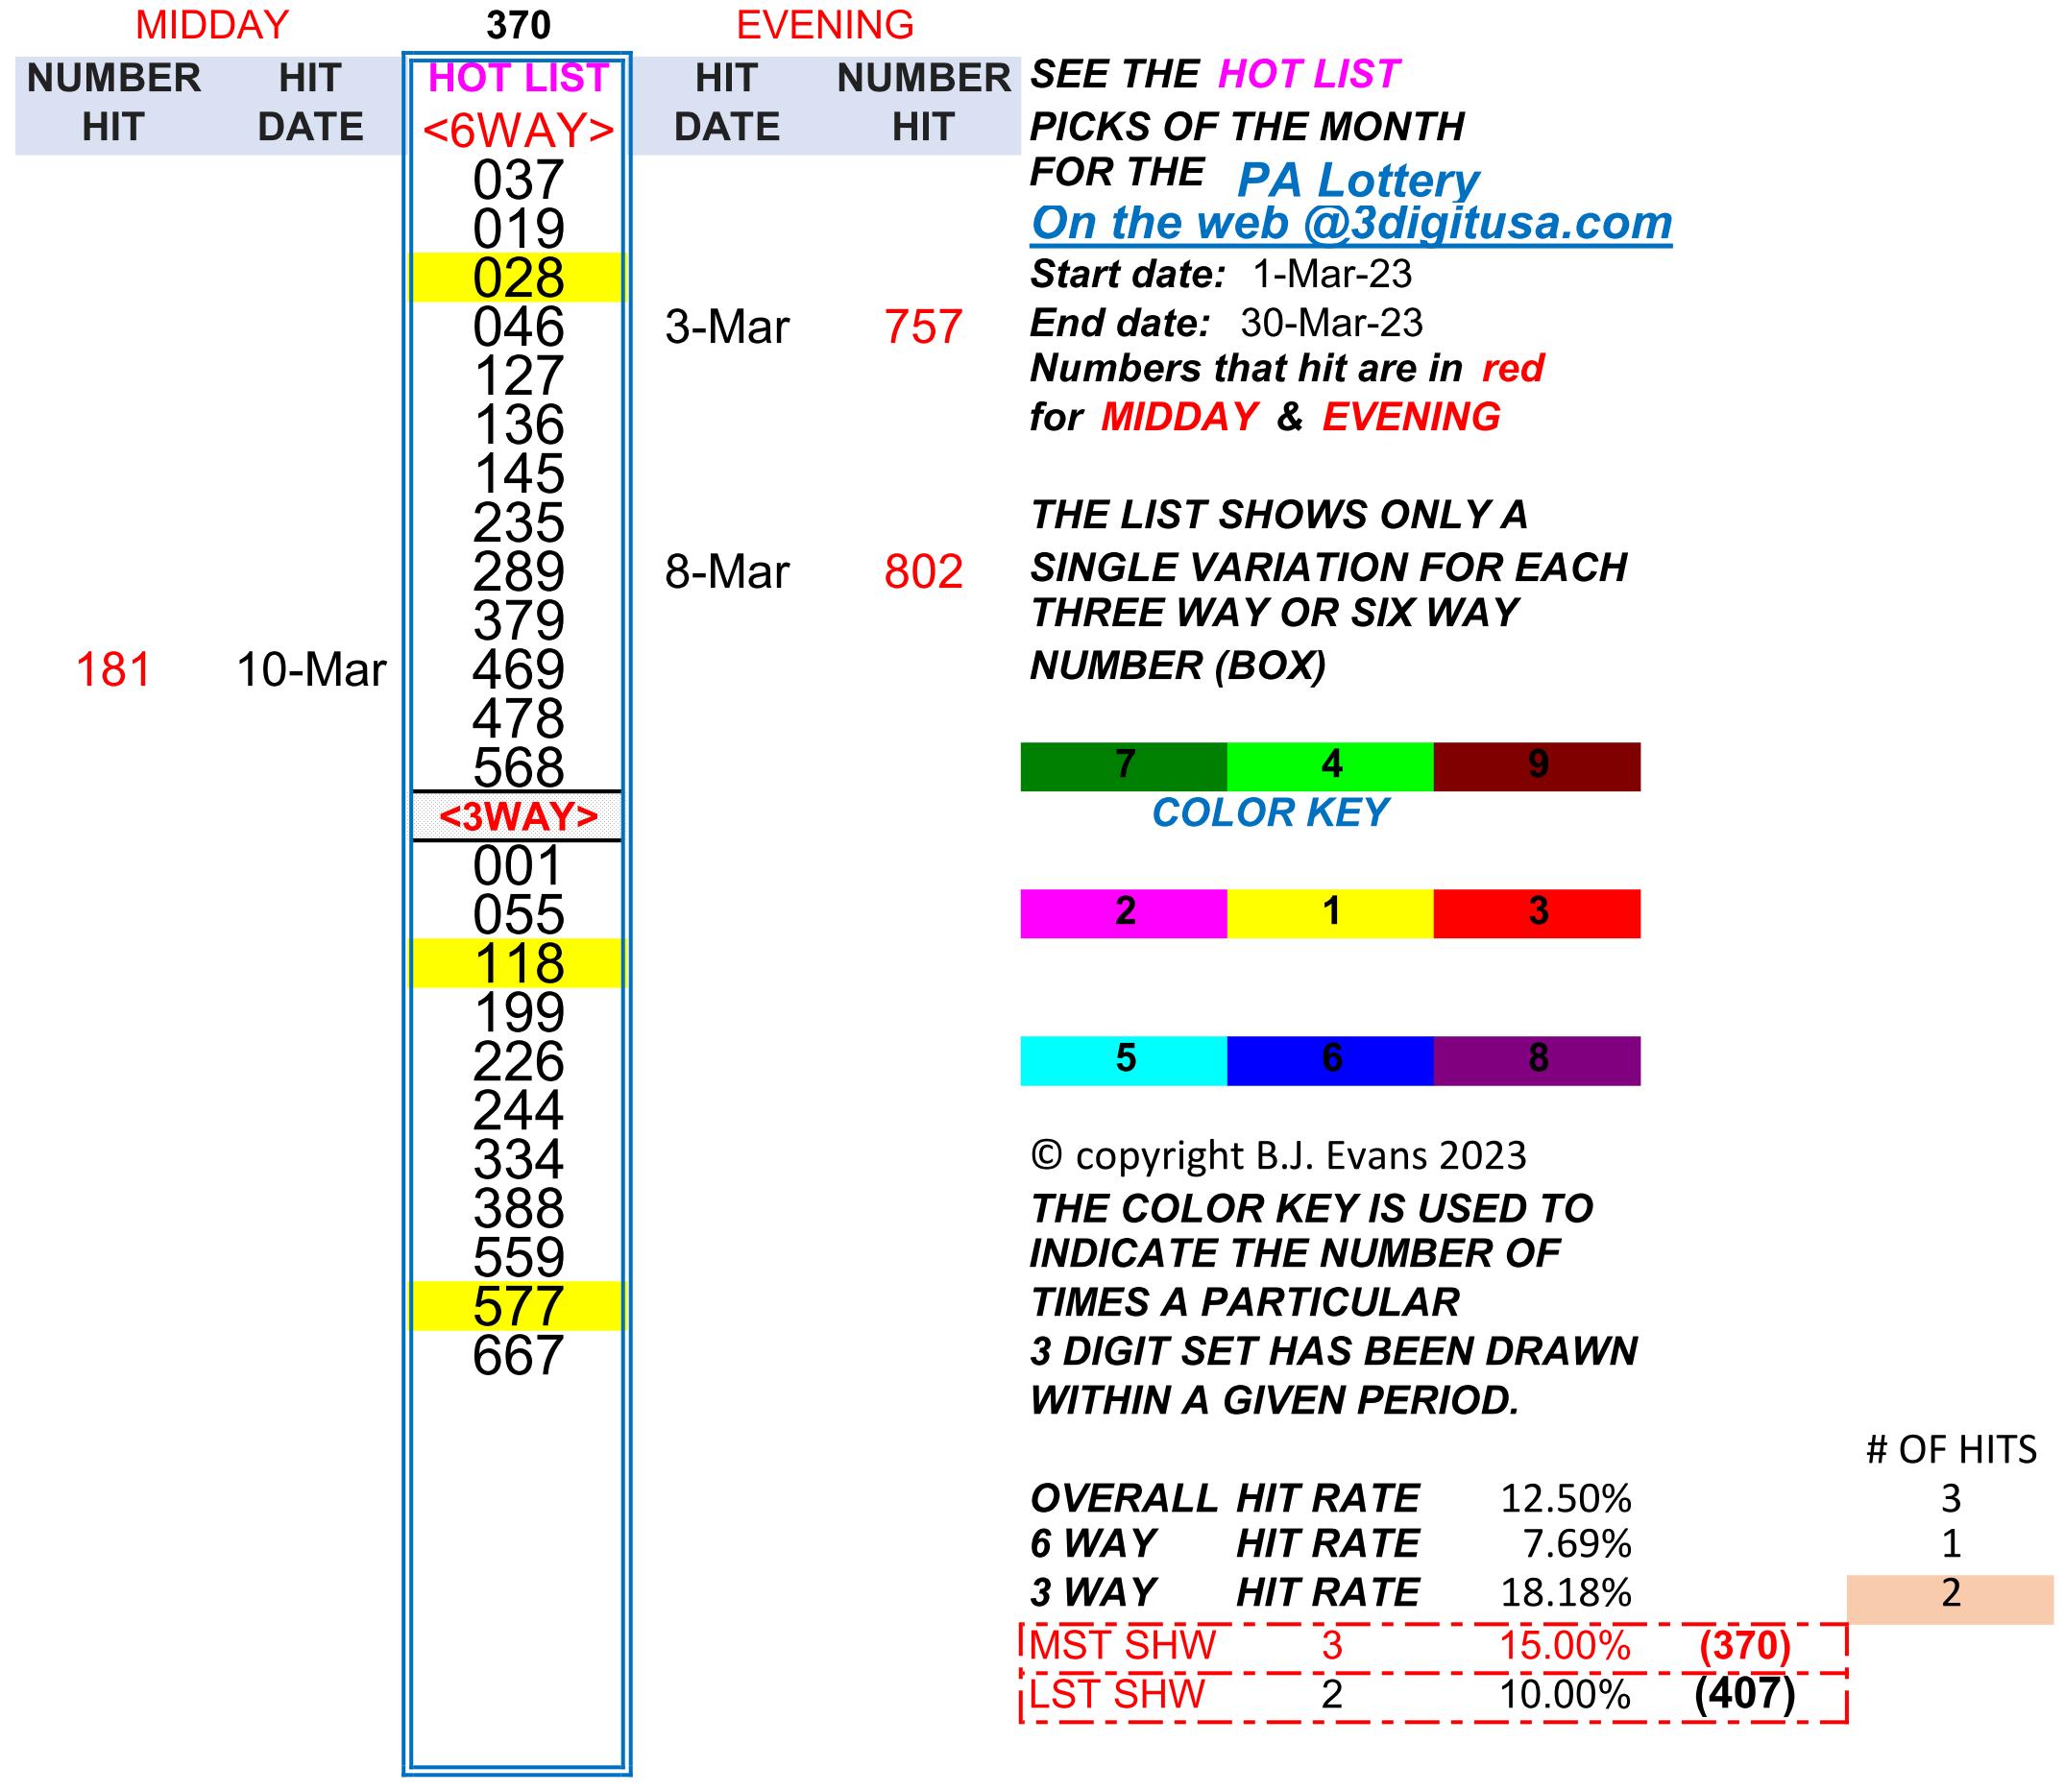 MIDDAY 370 EVENING
NUMBER HIT HOT LIST HIT NUMBER SEE THE HOT LIST
HIT DATE <6WAY> DATE HIT PICKS OF THE MONTH
037 FOR THE PA Lottery
019 On the web @3digitusa.com
028 Start date: 1-Mar-23
046 3-Mar 757 End date: 30-Mar-23
127 Numbers that hit are in red
136 for MIDDAY & EVENING
145
235 THE LIST SHOWS ONLY A
289 8-Mar 802 SINGLE VARIATION FOR EACH
379 THREE WAY OR SIX WAY
181 10-Mar 469 NUMBER (BOX)
478
568 7 4 9
<3WAY> COLOR KEY
001
055 2 1 3
118
199
226 5 6 8
244
334 © copyright B.J. Evans 2023
388 THE COLOR KEY IS USED TO
559 INDICATE THE NUMBER OF
577 TIMES A PARTICULAR
667 3 DIGIT SET HAS BEEN DRAWN
WITHIN A GIVEN PERIOD.
# OF HITS
OVERALL HIT RATE 12.50% 3
6 WAY HIT RATE 7.69% 1
3 WAY HIT RATE 18.18% 2
MST SHW 3 15.00% (370)
LST SHW 2 10.00% (407)